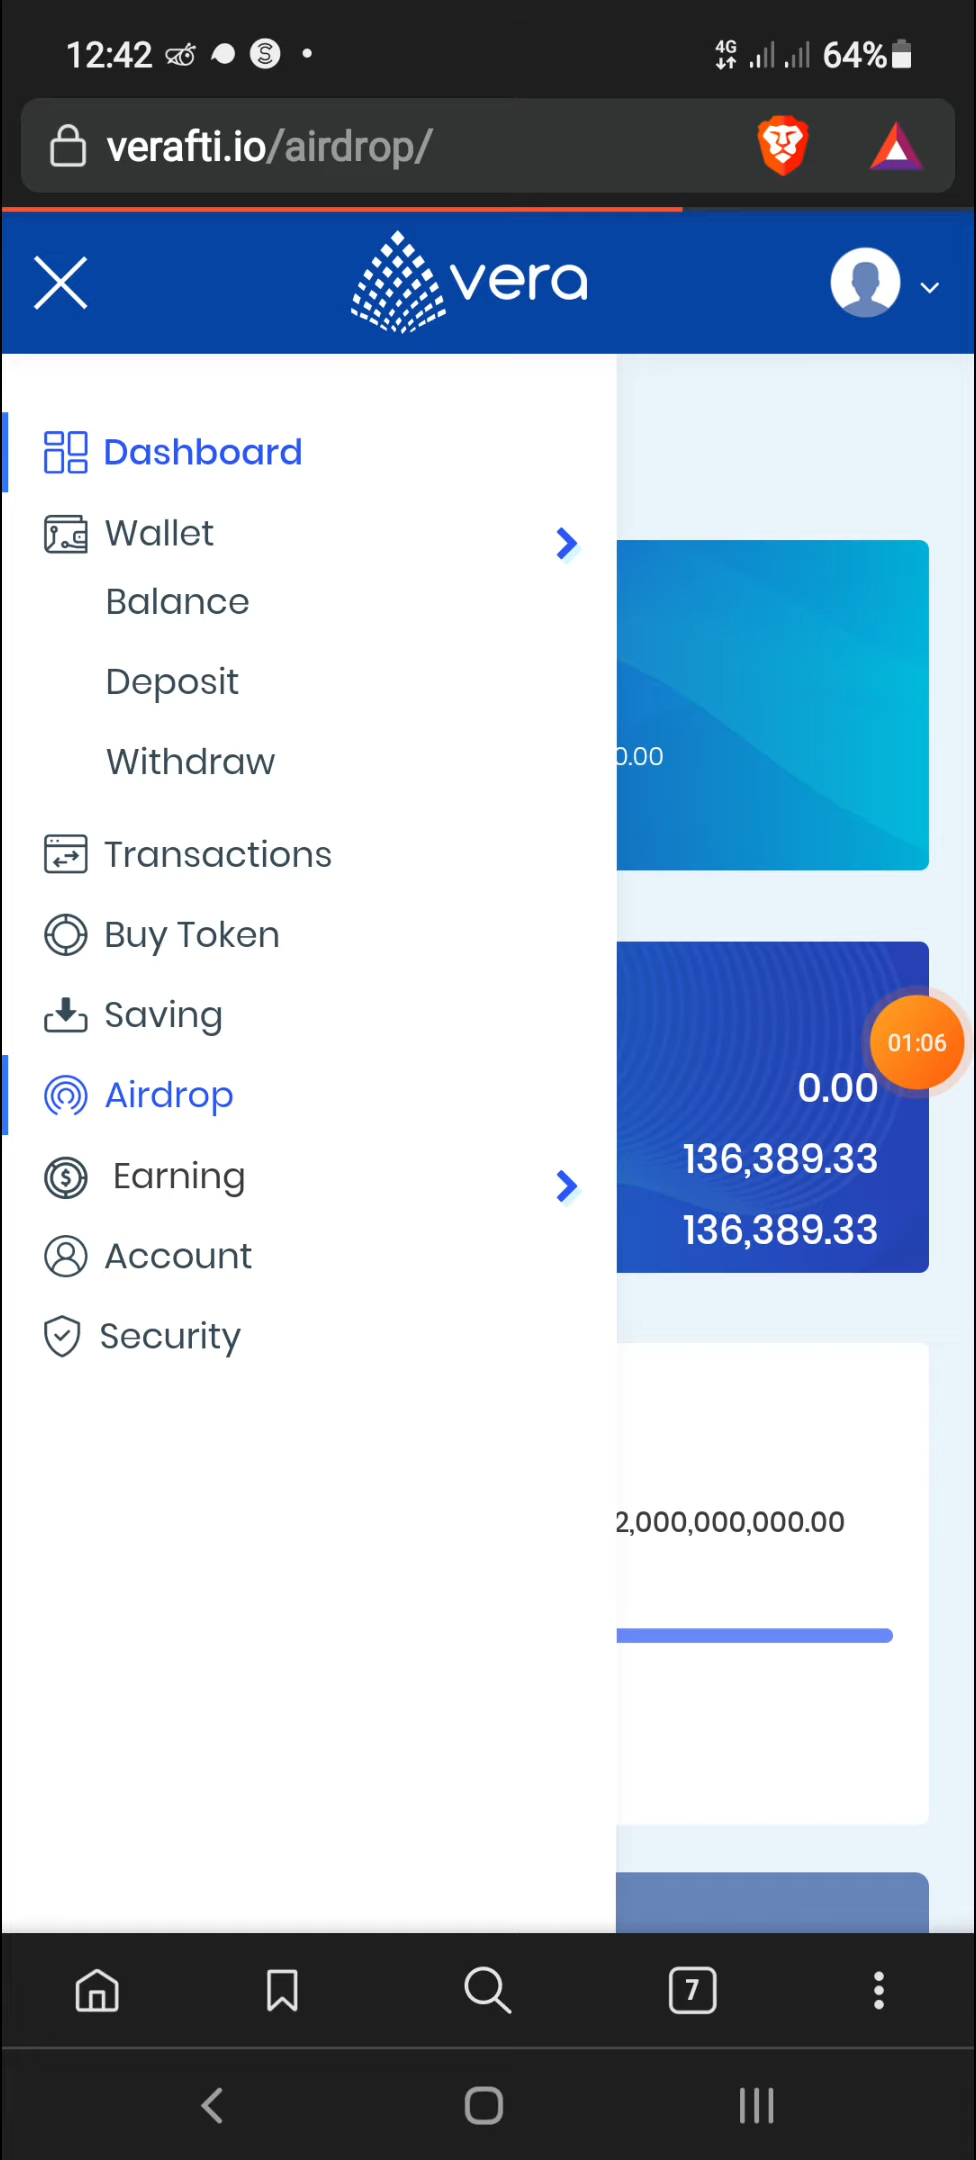 12:42
4G
64%
verafti.io/airdrop/
vera
Dashboard
Wallet
Balance
Deposit
Withdraw
Transactions
Buy Token
Saving
Airdrop
Earning
Account
Security
0.00
01:06
0.00
136,389.33
136,389.33
2,000,000,000.00
7